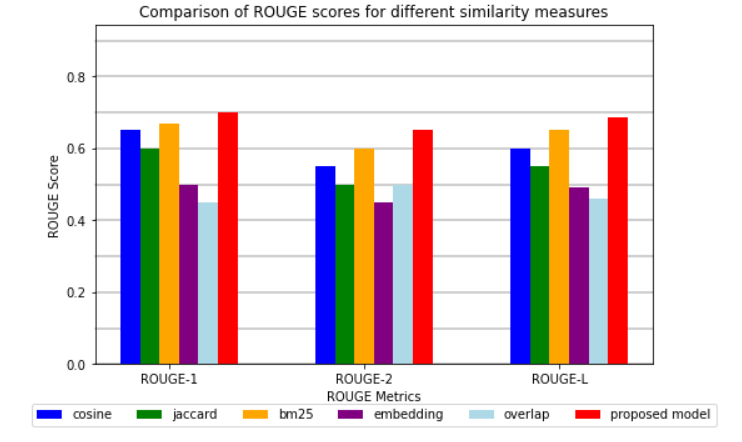 Comparison of ROUGE scores for different similarity measures
ROUGE Score
0.8
0.6
0.4
0.2
0.0
ROUGE-1 ROUGE-2 ROUGE-L
ROUGE Metrics
cosine jaccard bm25 embedding overlap proposed model